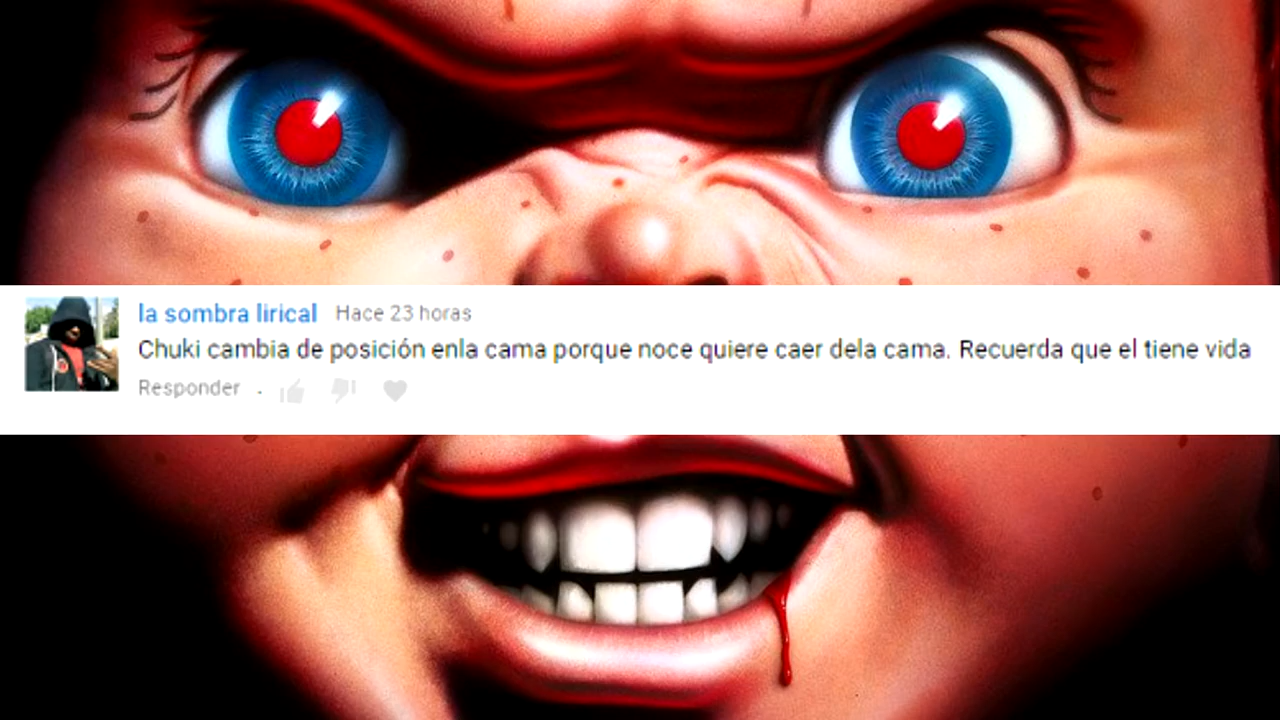 la sombra lirical Hace 23 horas
Chuki cambia de posición enla cama porque noce quiere caer dela cama. Recuerda que el tiene vida
Responder .